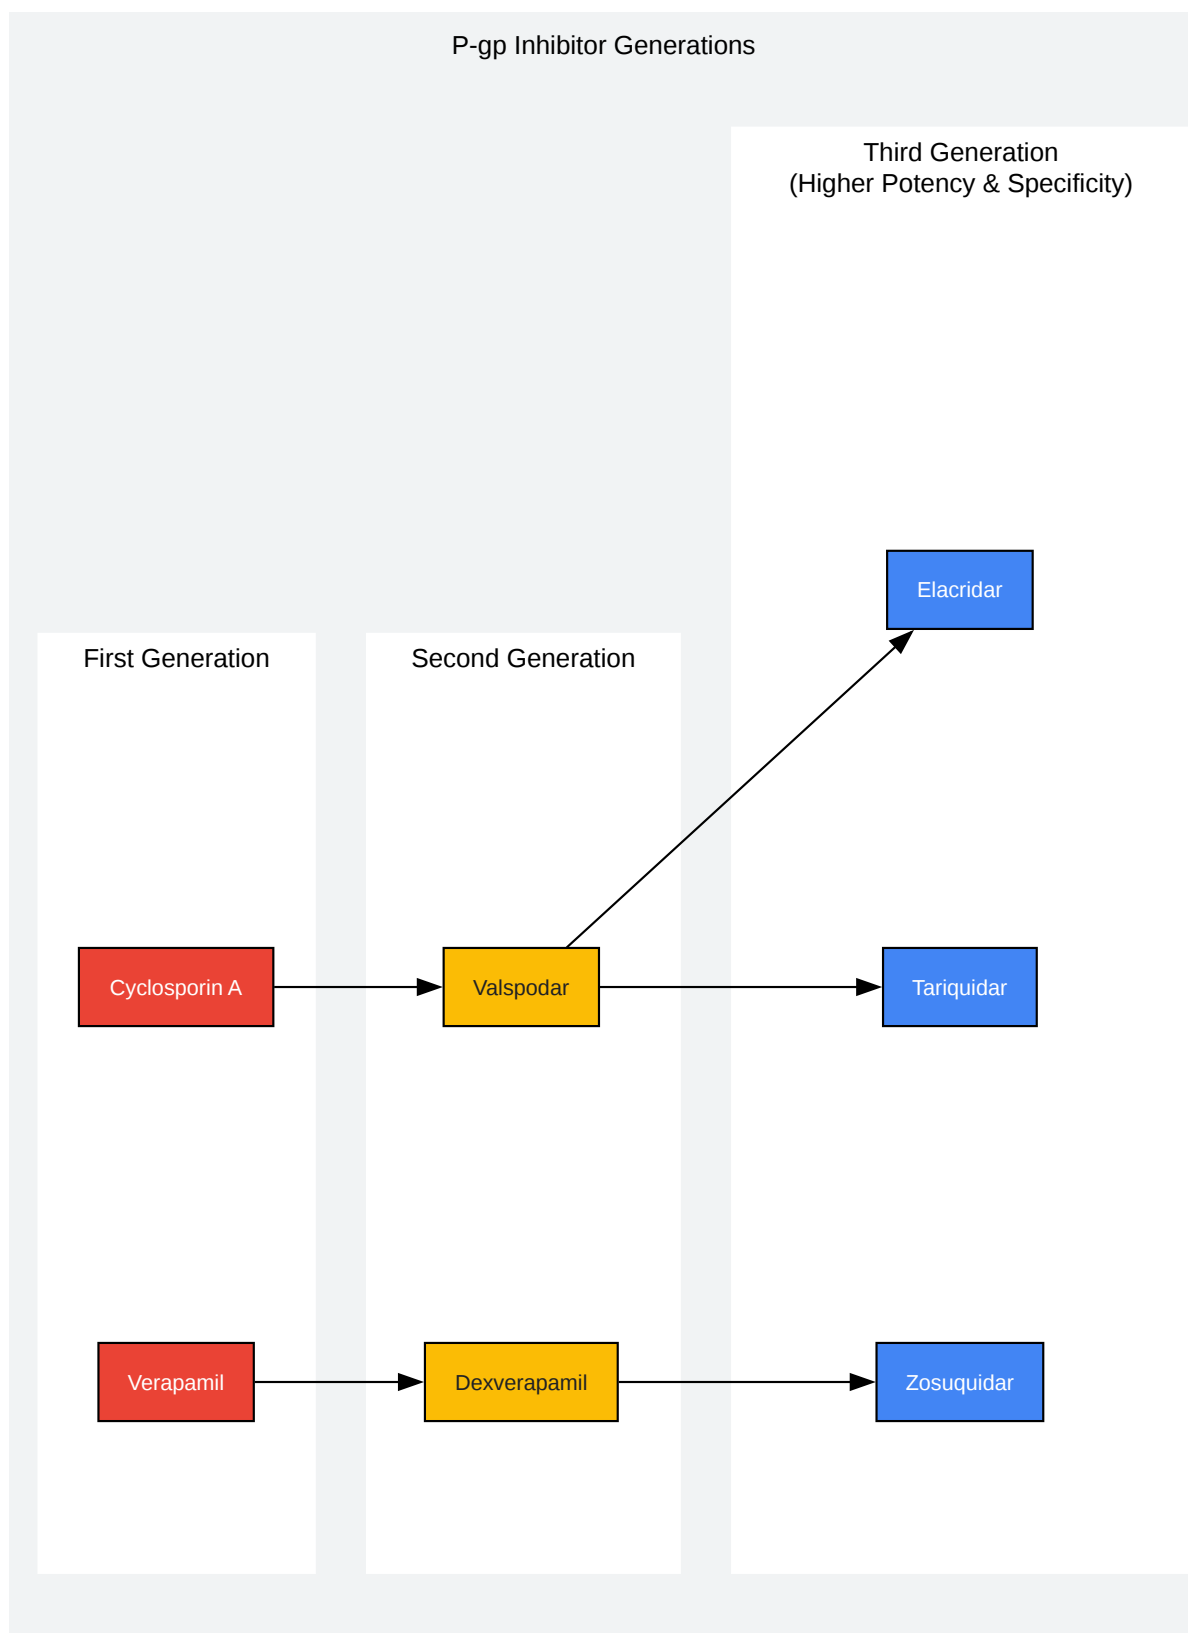 P-gp Inhibitor Generations
Third Generation
(Higher Potency & Specificity)
Elacridar
First Generation
Second Generation
Cyclosporin A
Valspodar
Tariquidar
Verapamil
Dexverapamil
Zosuquidar